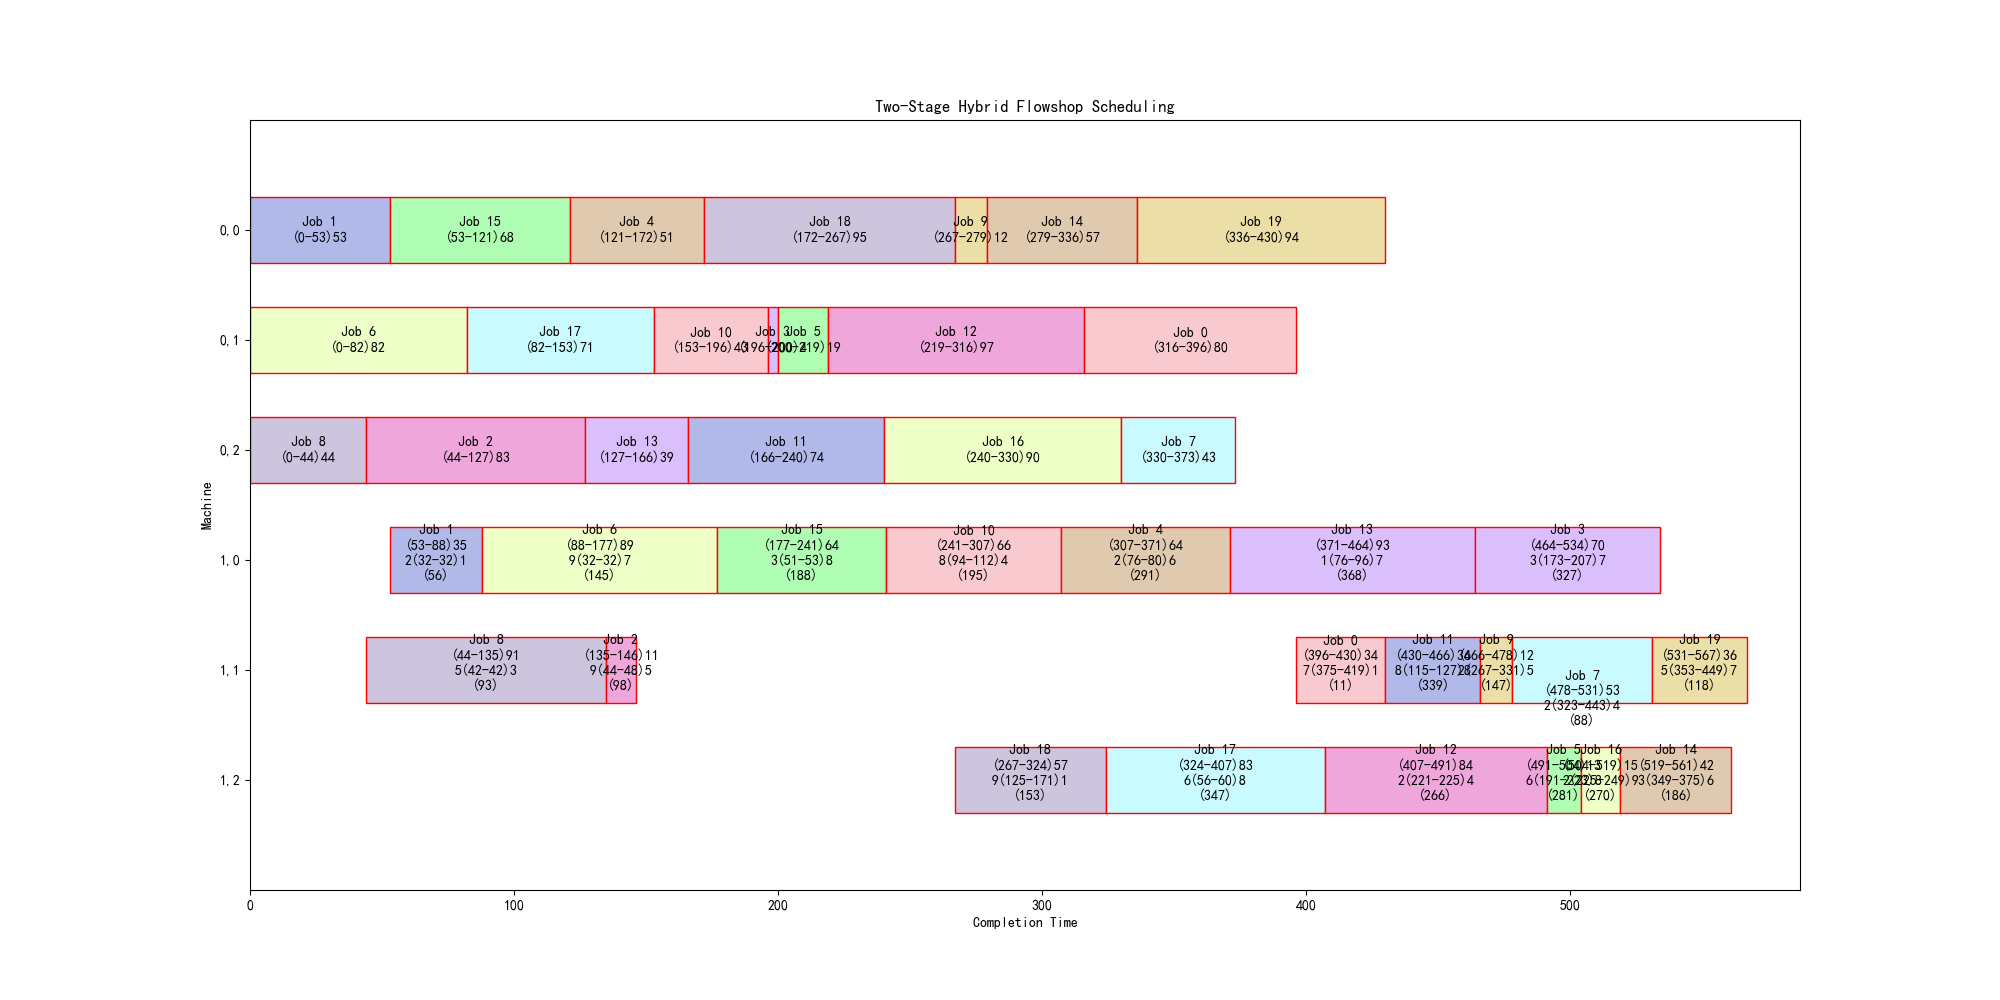 Two-Stage Hybrid Flowshop Scheduling
Machine
0,0
Job 1
(0-53)53
Job 15
(53-121)68
Job 4
(121-172)51
Job 18
(172-267)95
Job 9
(267-279)12
Job 14
(279-336)57
Job 19
(336-430)94
0,1
Job 6
(0-82)82
Job 17
(82-153)71
Job 10
(153-196)43
Job 3
(196-200)4
Job 5
(200-219)19
Job 12
(219-316)97
Job 0
(316-396)80
0,2
Job 8
(0-44)44
Job 2
(44-127)83
Job 13
(127-166)39
Job 11
(166-240)74
Job 16
(240-330)90
Job 7
(330-373)43
1,0
Job 1
(53-88)35
2(32-32)1
(56)
Job 6
(88-177)89
9(32-32)7
(145)
Job 15
(177-241)64
3(51-53)8
(188)
Job 10
(241-307)66
8(94-112)4
(195)
Job 4
(307-371)64
2(76-80)6
(291)
Job 13
(371-464)93
1(76-96)7
(368)
Job 3
(464-534)70
3(173-207)7
(327)
1,1
Job 8
(44-135)91
5(42-42)3
(93)
Job 2
(135-146)11
9(44-48)5
(98)
Job 0
(396-430)34
7(375-419)1
(11)
Job 11
(430-466)36
8(115-127)
(339)
Job 9
(466-478)12
(267-331)5
(147)
Job 7
(478-531)53
2(323-443)4
(88)
Job 19
(531-567)36
5(353-449)7
(118)
1,2
Job 18
(267-324)57
9(125-171)1
(153)
Job 17
(324-407)83
6(56-60)8
(347)
Job 12
(407-491)84
2(221-225)4
(266)
Job 5
(491-504)13
(281)
Job 16
(504-519)15
(270)
Job 14
(519-561)42
3(349-375)6
(186)
0
100
200
300
400
500
Completion Time